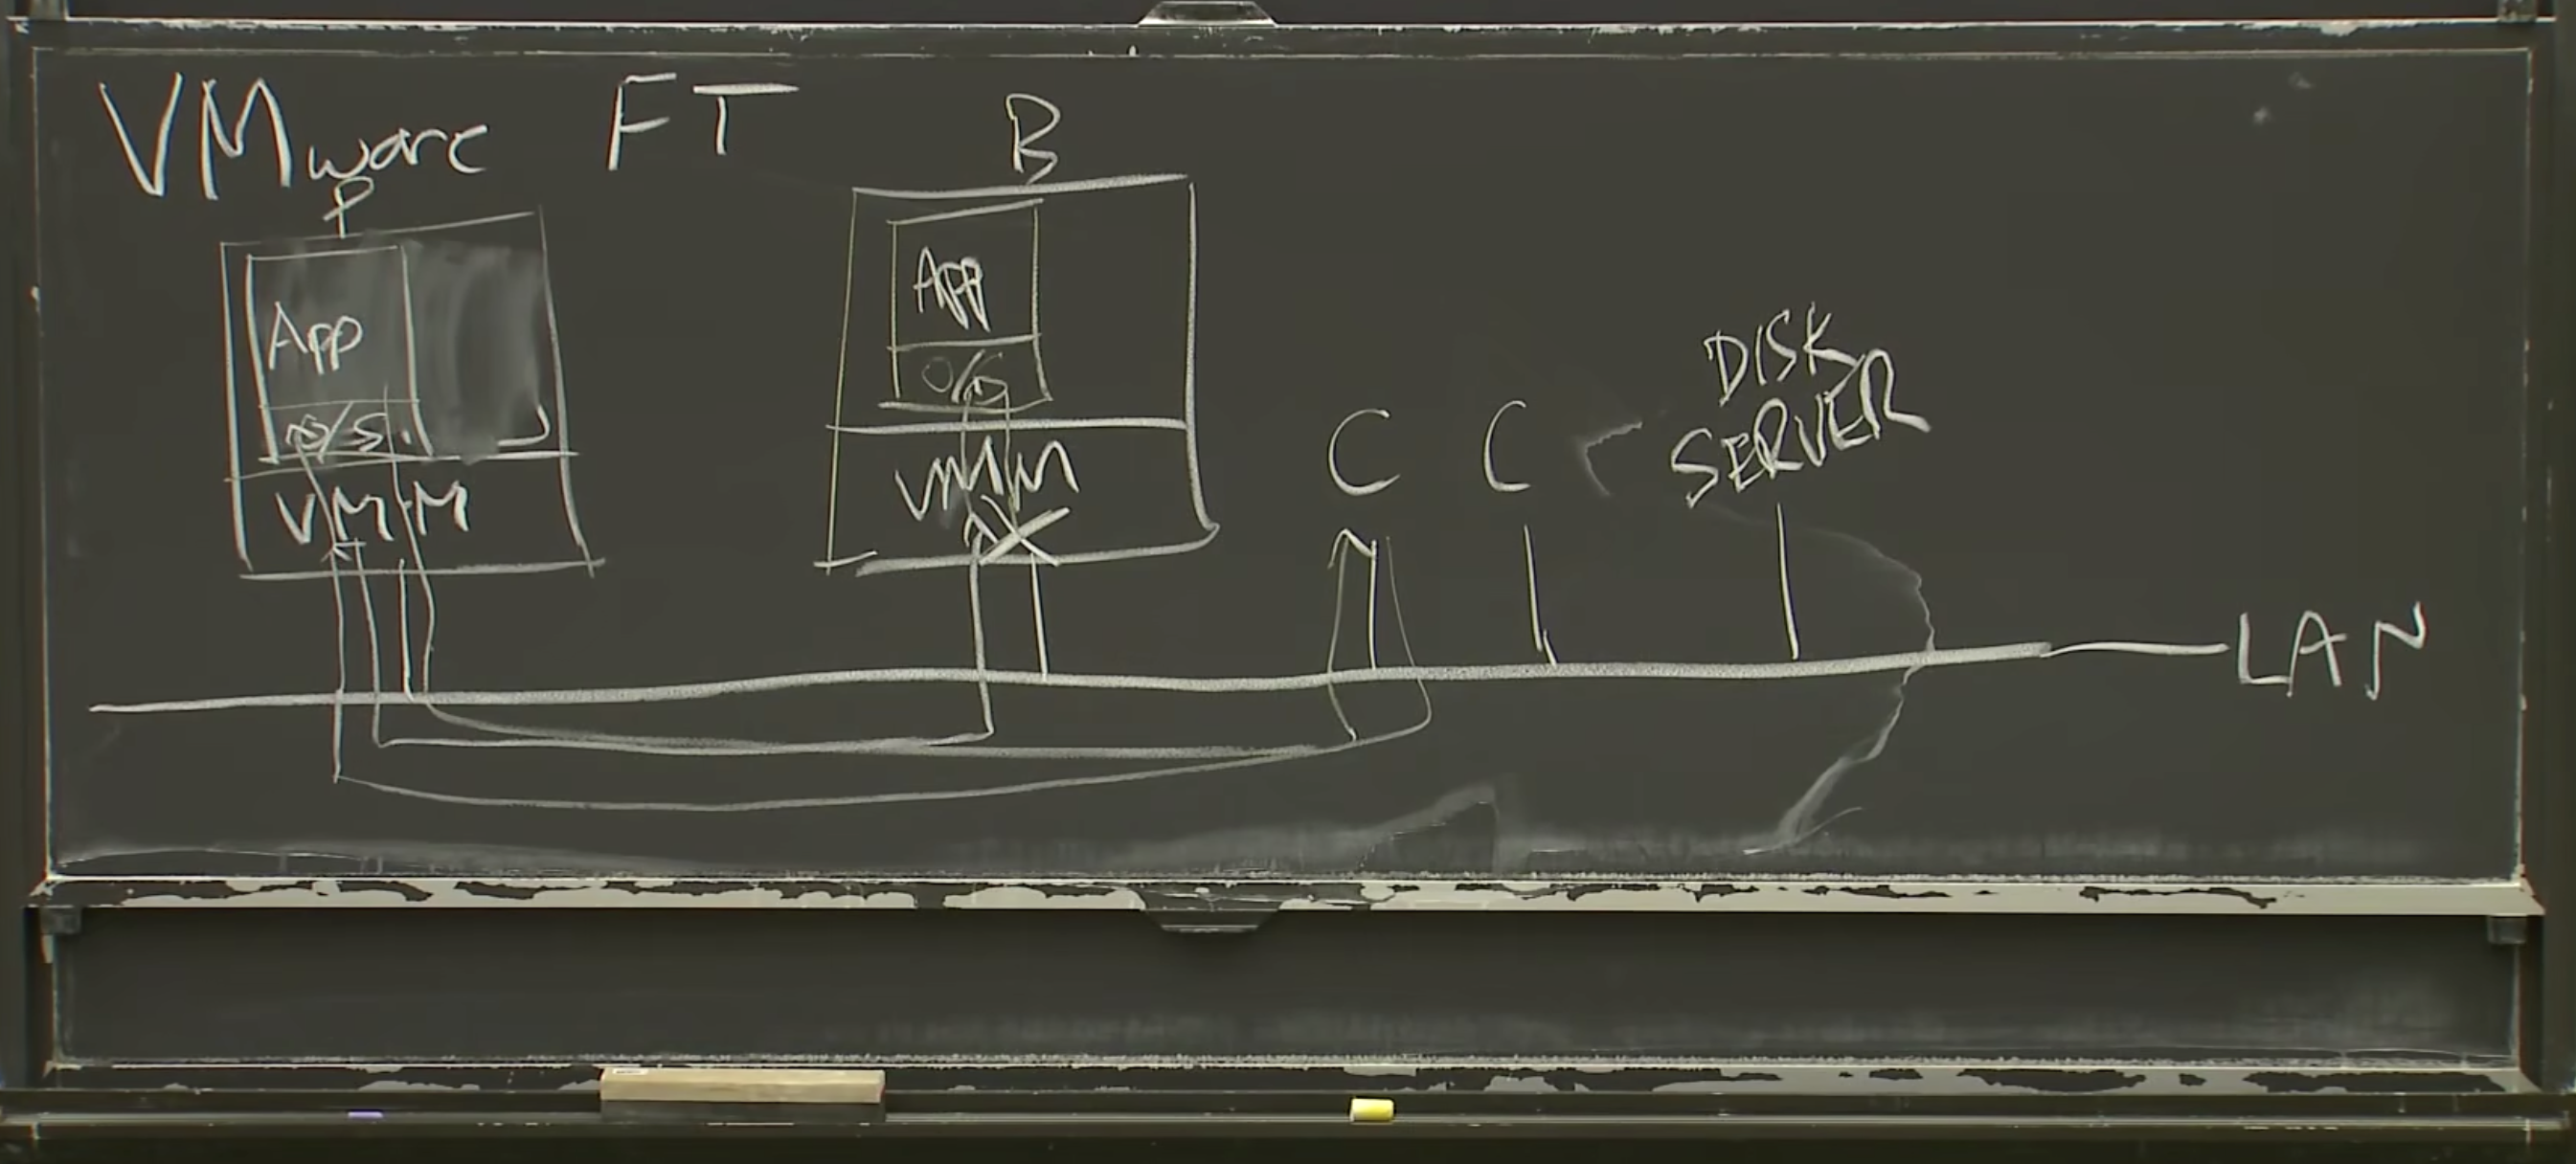 VMware FT
P
App
O/S
VMM
B
App
O/S
VMM
C
C
DISK
SERVER
LAN